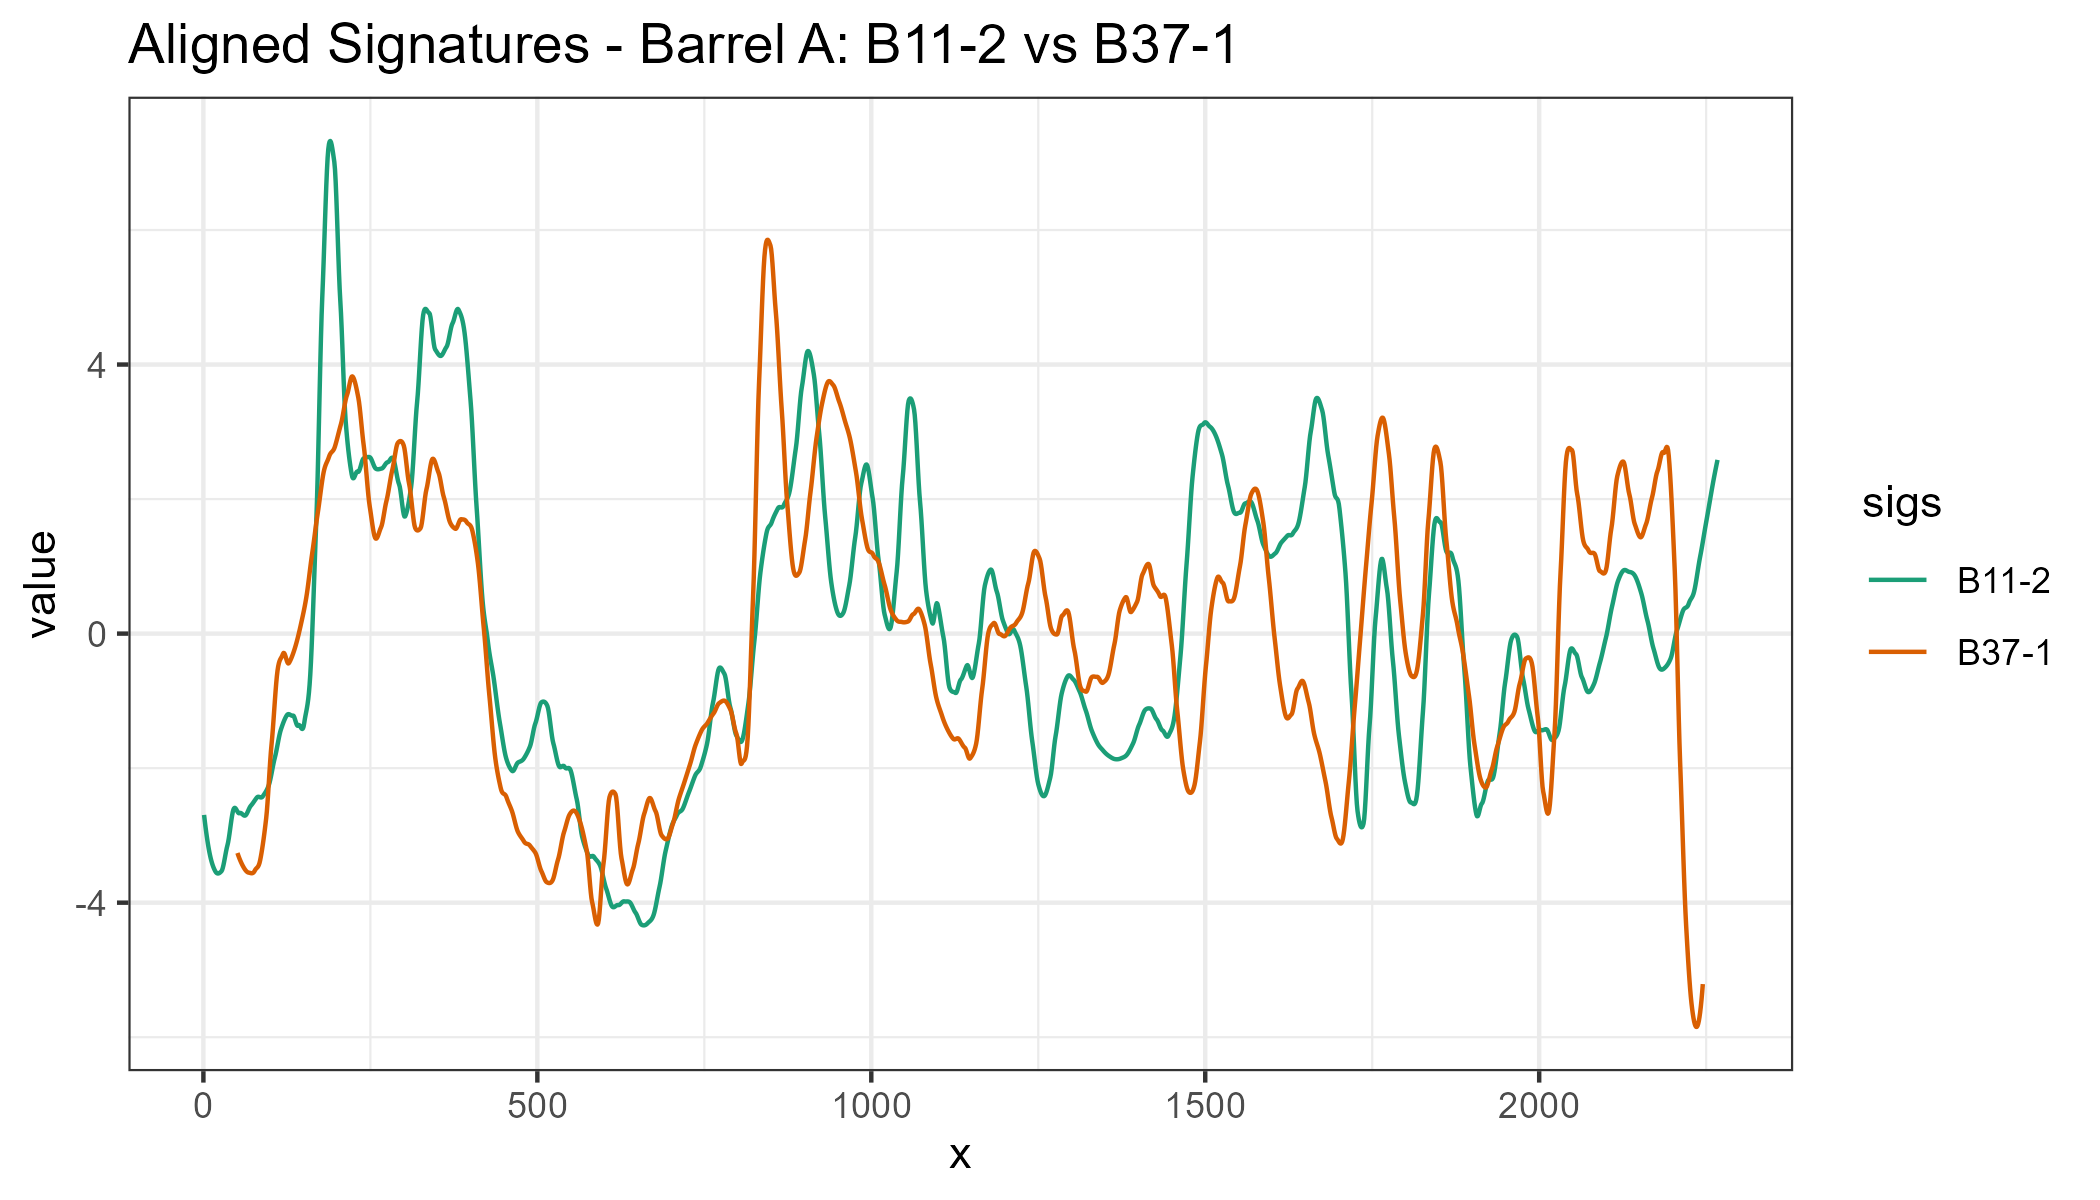 Aligned Signatures - Barrel A: B11-2 vs B37-1
value
4
0
-4
0
500
1000
1500
2000
x
sigs
B11-2
B37-1